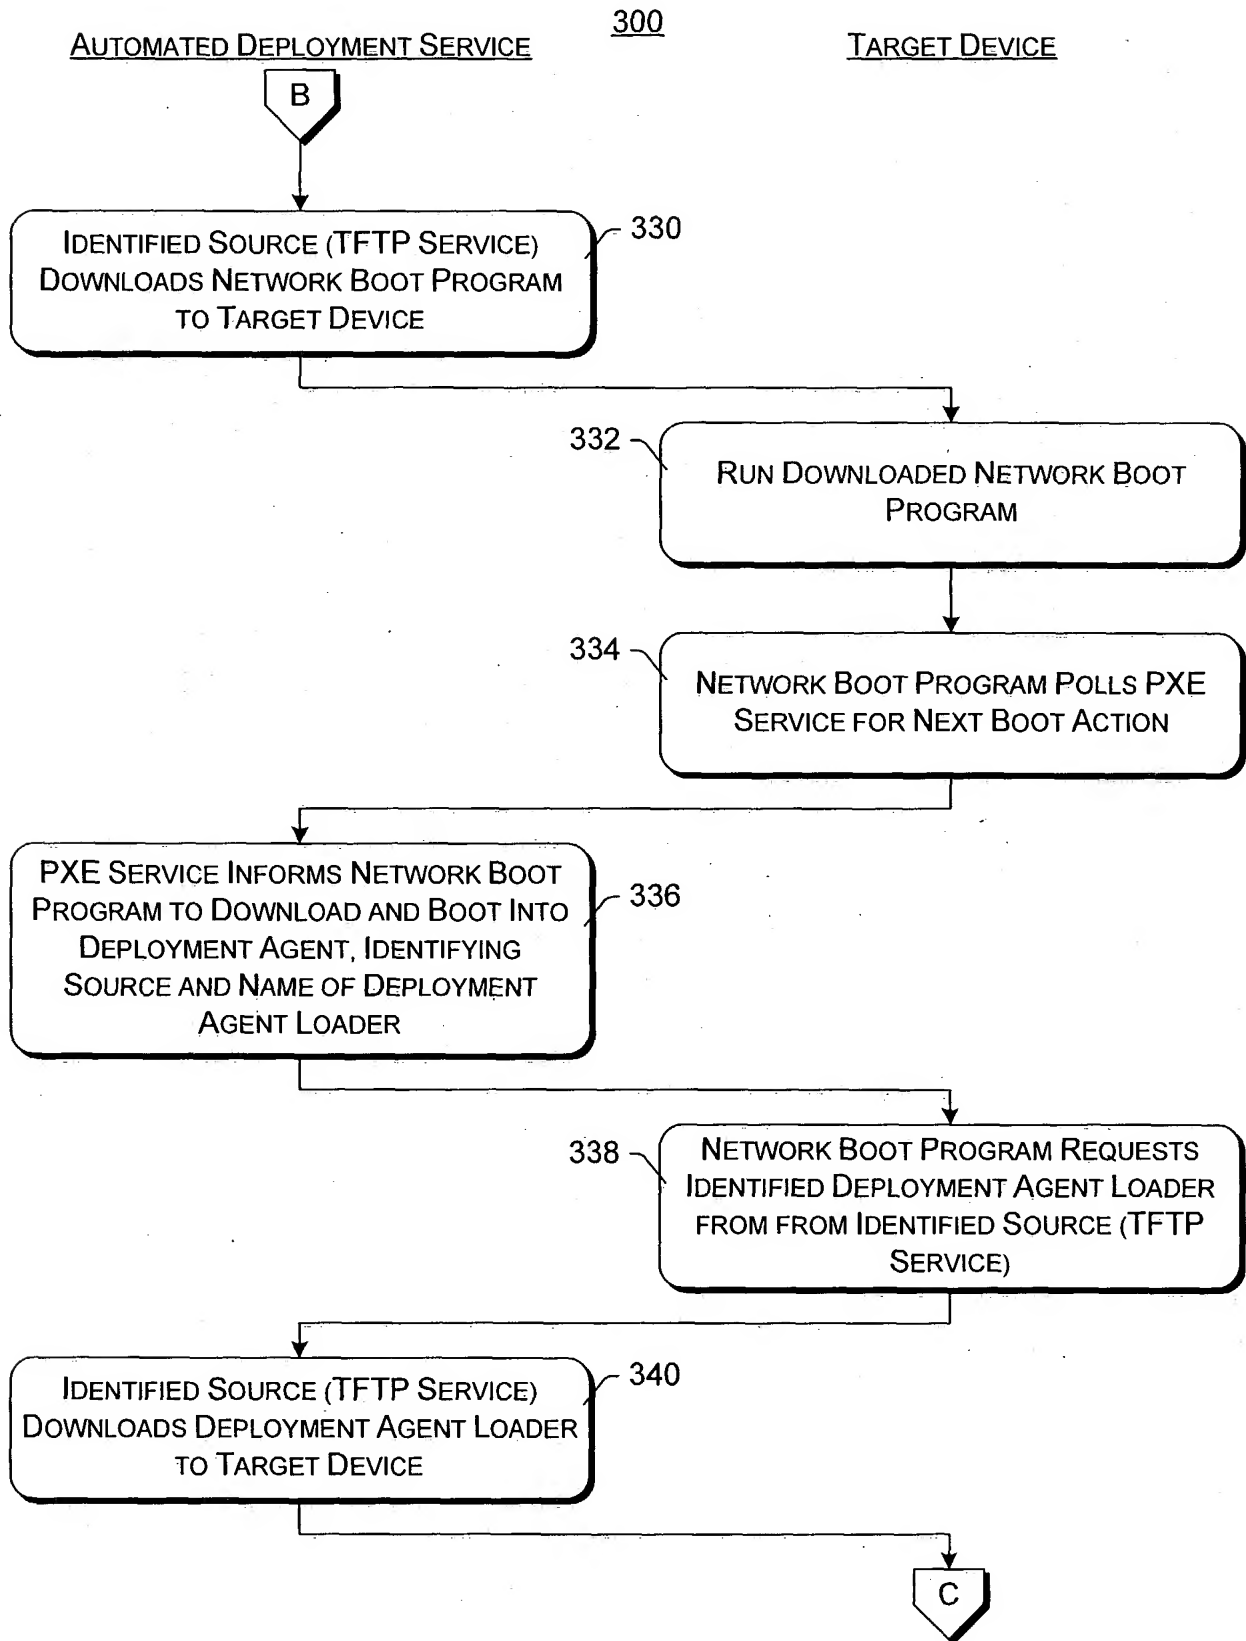 300
AUTOMATED DEPLOYMENT SERVICE
TARGET DEVICE
B
IDENTIFIED SOURCE (TFTP SERVICE)
DOWNLOADS NETWORK BOOT PROGRAM
TO TARGET DEVICE
330
332
RUN DOWNLOADED NETWORK BOOT
PROGRAM
334
NETWORK BOOT PROGRAM POLLS PXE
SERVICE FOR NEXT BOOT ACTION
PXE SERVICE INFORMS NETWORK BOOT
PROGRAM TO DOWNLOAD AND BOOT INTO
DEPLOYMENT AGENT, IDENTIFYING
SOURCE AND NAME OF DEPLOYMENT
AGENT LOADER
336
338
NETWORK BOOT PROGRAM REQUESTS
IDENTIFIED DEPLOYMENT AGENT LOADER
FROM FROM IDENTIFIED SOURCE (TFTP
SERVICE)
IDENTIFIED SOURCE (TFTP SERVICE)
DOWNLOADS DEPLOYMENT AGENT LOADER
TO TARGET DEVICE
340
C